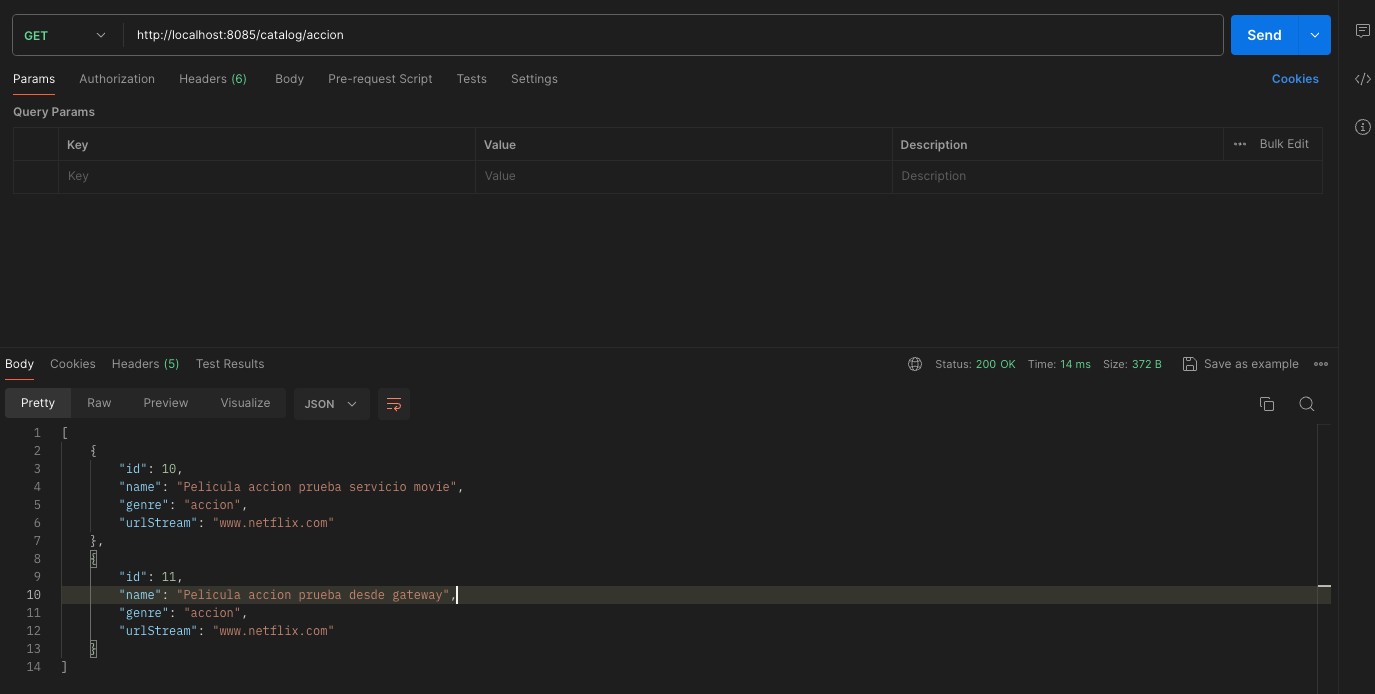 GET http://localhost:8085/catalog/accion Send
Params Authorization Headers (6) Body Pre-request Script Tests Settings Cookies
Query Params
Key Value Description ••• Bulk Edit
Key Value Description
Body Cookies Headers (5) Test Results Status: 200 OK Time: 14 ms Size: 372 B Save as example •••
Pretty Raw Preview Visualize JSON
1 [
2 {
3 "id": 10,
4 "name": "Pelicula accion prueba servicio movie",
5 "genre": "accion",
6 "urlStream": "www.netflix.com"
7 },
8 {
9 "id": 11,
10 "name": "Pelicula accion prueba desde gateway",
11 "genre": "accion",
12 "urlStream": "www.netflix.com"
13 }
14 ]